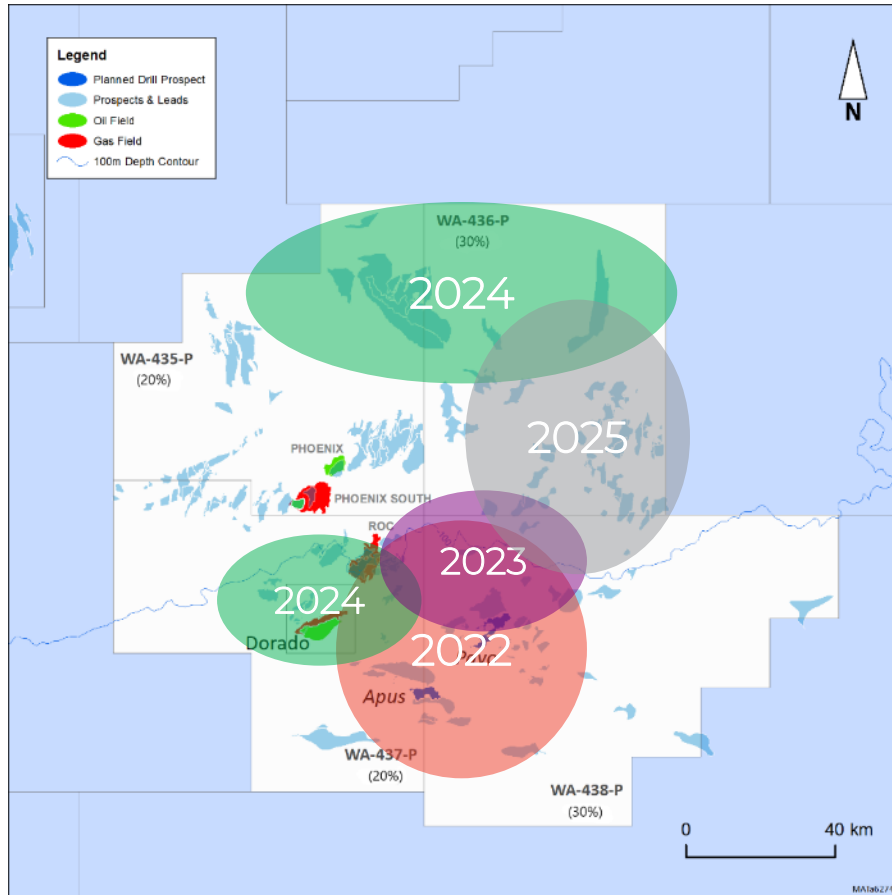 Legend
Planned Drill Prospect
Prospects & Leads
Oil Field
Gas Field
100m Depth Contour
N
WA-436-P
(30%)
2024
WA-435-P
(20%)
2025
PHOENIX
PHOENIX SOUTH
ROC
2023
2024
Dorado
2022
Apus
WA-437-P
(20%)
WA-438-P
(30%)
0 40 km